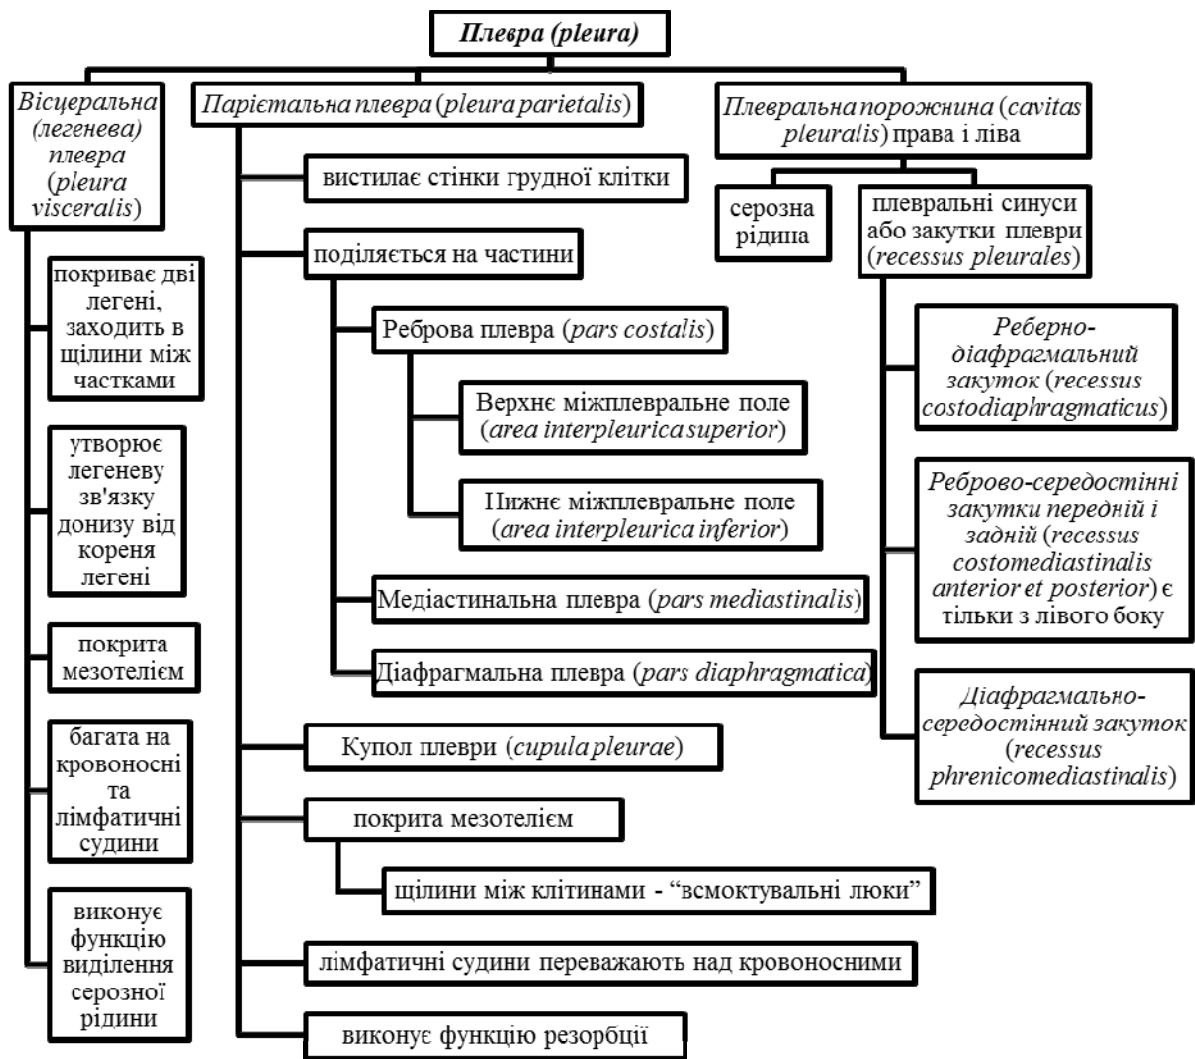 Плевра (pleura)
Вісцеральна
(легенева)
плевра
(pleura
visceralis)
покриває дві
легені,
заходить в
щілини між
частками
утворює
легеневу
зв'язку
донизу від
кореня
легені
покрита
мезотелієм
багата на
кровоносні
та
лімфатичні
судини
виконує
функцію
виділення
серозної
рідини
Парієтальна плевра (pleura parietalis)
вистилає стінки грудної клітки
поділяється на частини
Реброва плевра (pars costalis)
Верхнє міжплевральне поле
(area interpleurica superior)
Нижнє міжплевральне поле
(area interpleurica inferior)
Медіастинальна плевра (pars mediastinalis)
Діафрагмальна плевра (pars diaphragmatica)
Купол плеври (cupula pleurae)
покрита мезотелієм
щілини між клітинами - “всмоктувальні люки”
лімфатичні судини переважають над кровоносними
виконує функцію резорбції
Плевральна порожнина (cavitas
pleuralis) права і ліва
серозна
рідина
плевральні синуси
або закутки плеври
(recessus pleurales)
Реберно-
діафрагмальний
закуток (recessus
costodiaphragmaticus)
Реброво-середостінні
закутки передній і
задній (recessus
costomediastinalis
anterior et posterior) є
тільки з лівого боку
Діафрагмально-
середостінний закуток
(recessus
phrenicomediastinalis)